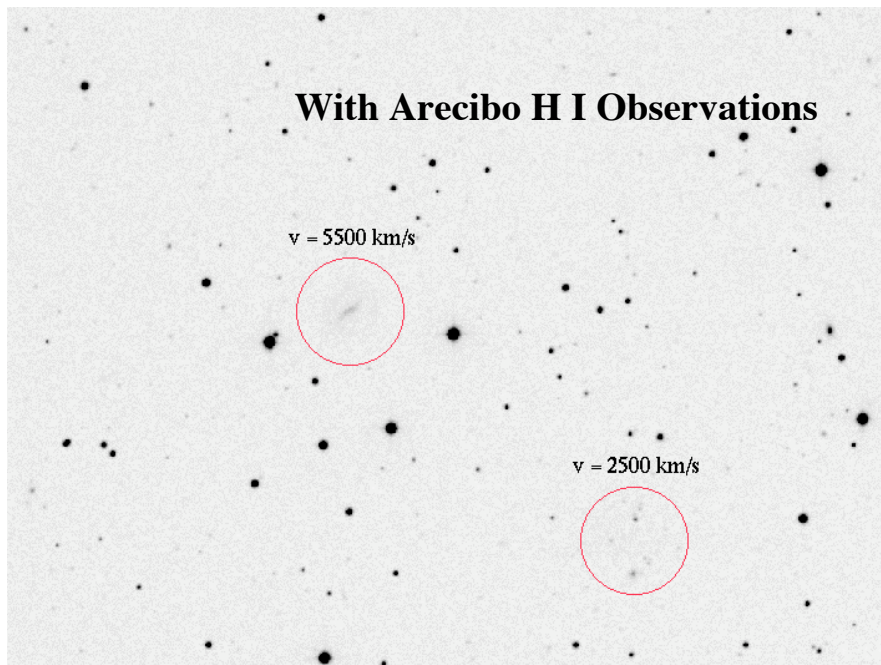 With Arecibo H I Observations
v = 5500 km/s
v = 2500 km/s